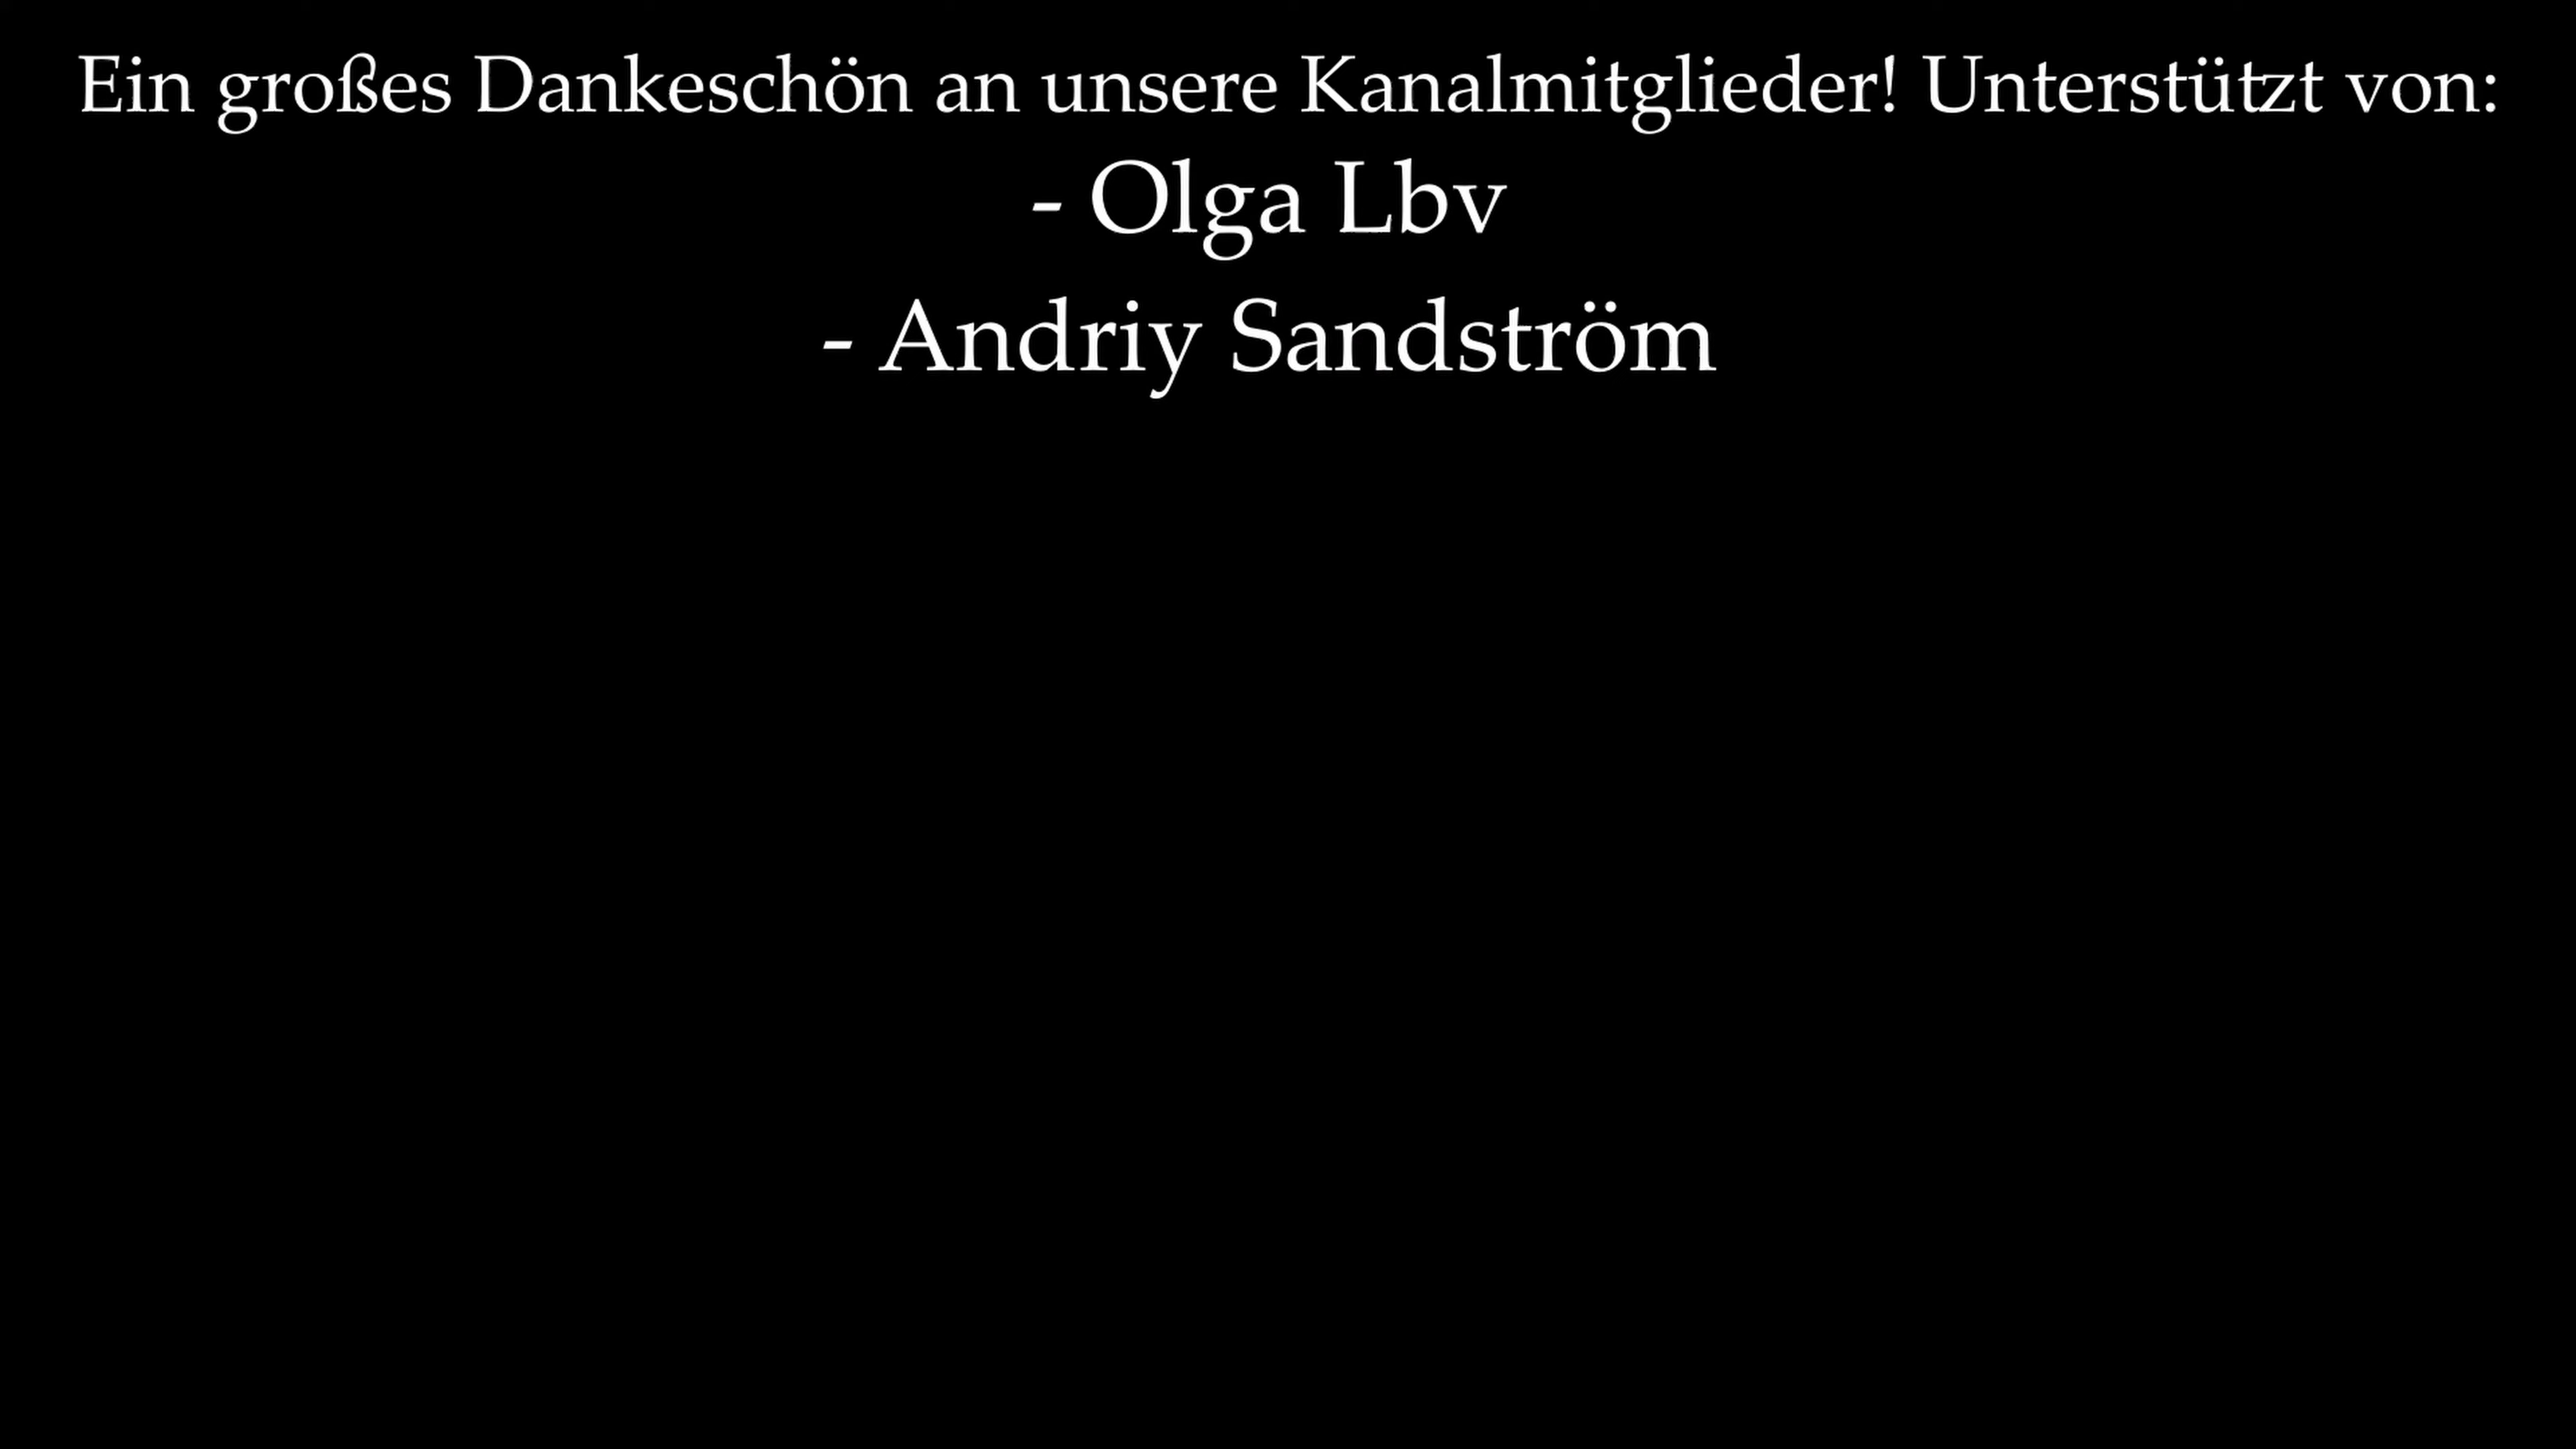 Ein großes Dankeschön an unsere Kanalmitglieder! Unterstützt von:
- Olga Lbv
- Andriy Sandström